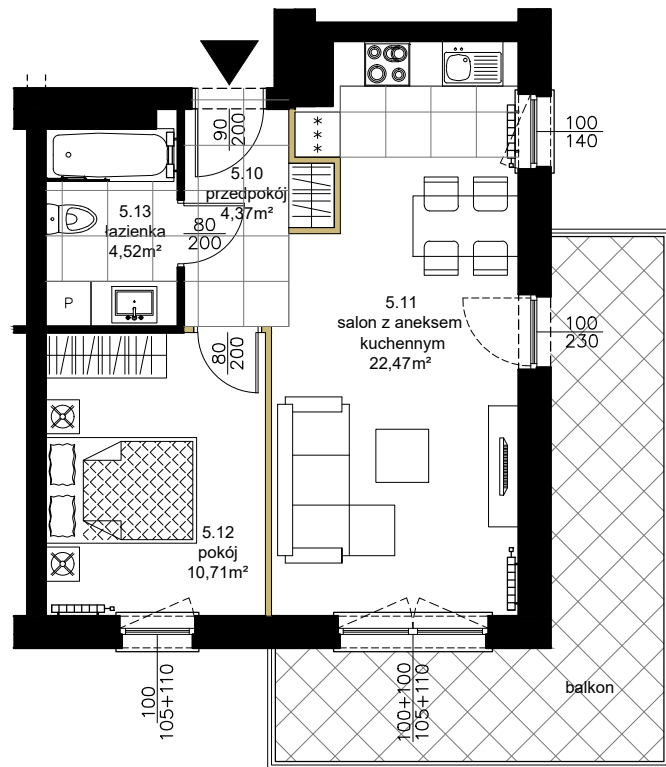 90
200
5.10
przedpokój
4,37m²
100
140
5.13
łazienka
4,52m²
80
200
P
5.11
salon z aneksem
kuchennym
22,47m²
100
230
80
200
5.12
pokój
10,71m²
balkon
100
105+110
100+100
105+110